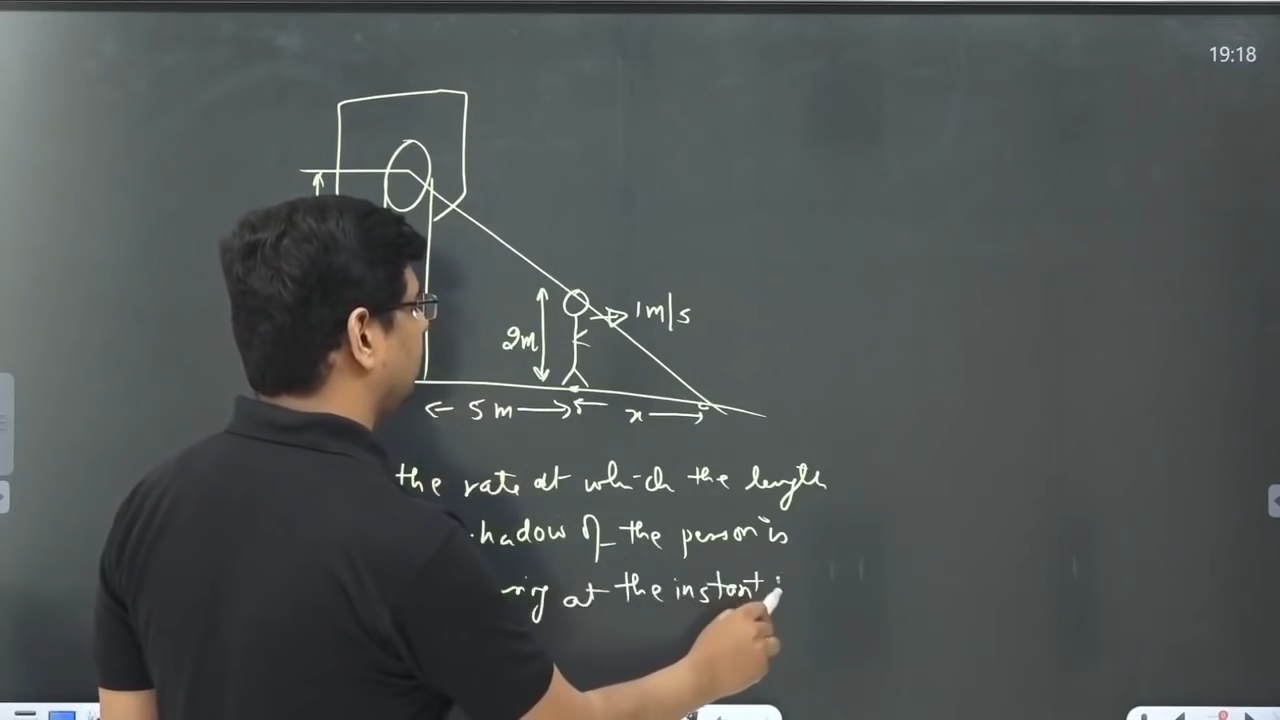 19:18
1m/s
2m
5m
x
the rate at which the length
hadow of the person is
ing at the instant